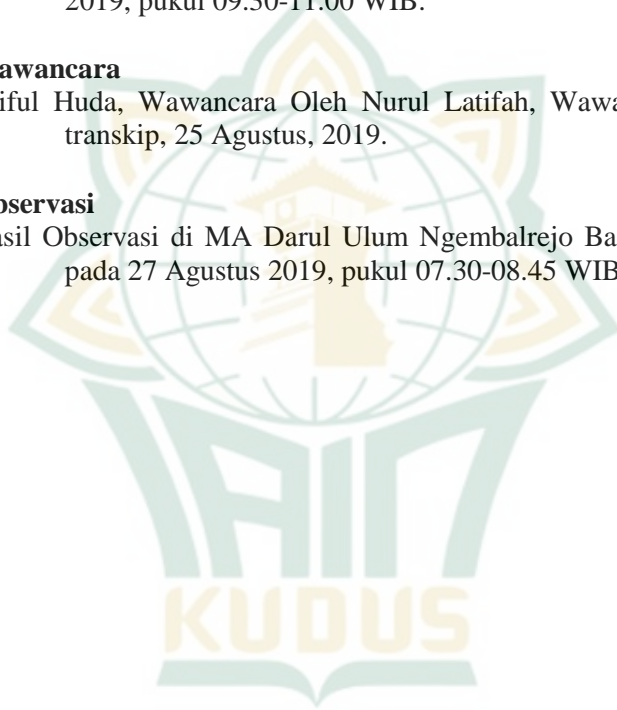 2019, pukul 09.30-11.00 WIB.
awancara
iful Huda, Wawancara Oleh Nurul Latifah, Wawa
transkip, 25 Agustus, 2019.
servasi
sil Observasi di MA Darul Ulum Ngembalrejo Ba
pada 27 Agustus 2019, pukul 07.30-08.45 WIB
IAIN
KUDUS